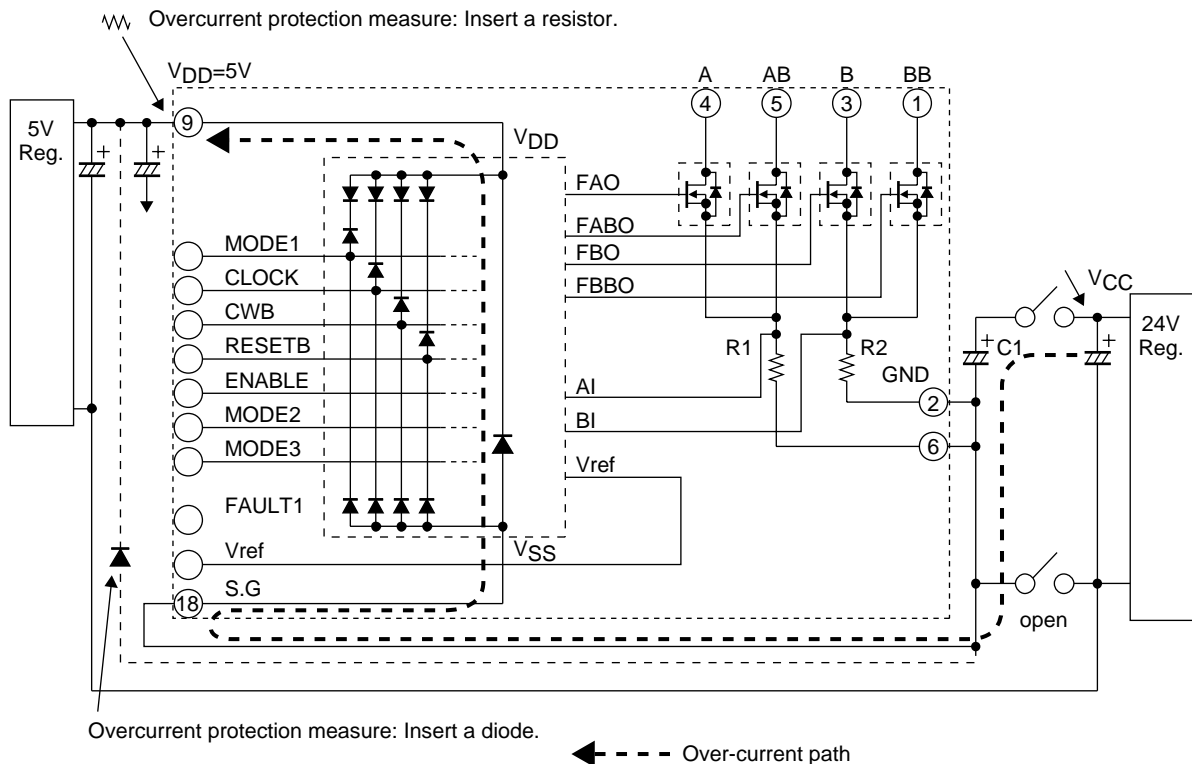 Overcurrent protection measure: Insert a resistor.
VDD=5V
A
AB
B
BB
4
5
3
1
5V
Reg.
+
+
9
VDD
FAO
FABO
FBO
FBBO
MODE1
CLOCK
CWB
RESETB
ENABLE
MODE2
MODE3
FAULT1
Vref
S.G
18
VSS
R1
R2
AI
BI
Vref
GND
2
6
VCC
+
C1
+
24V
Reg.
open
Overcurrent protection measure: Insert a diode.
Over-current path